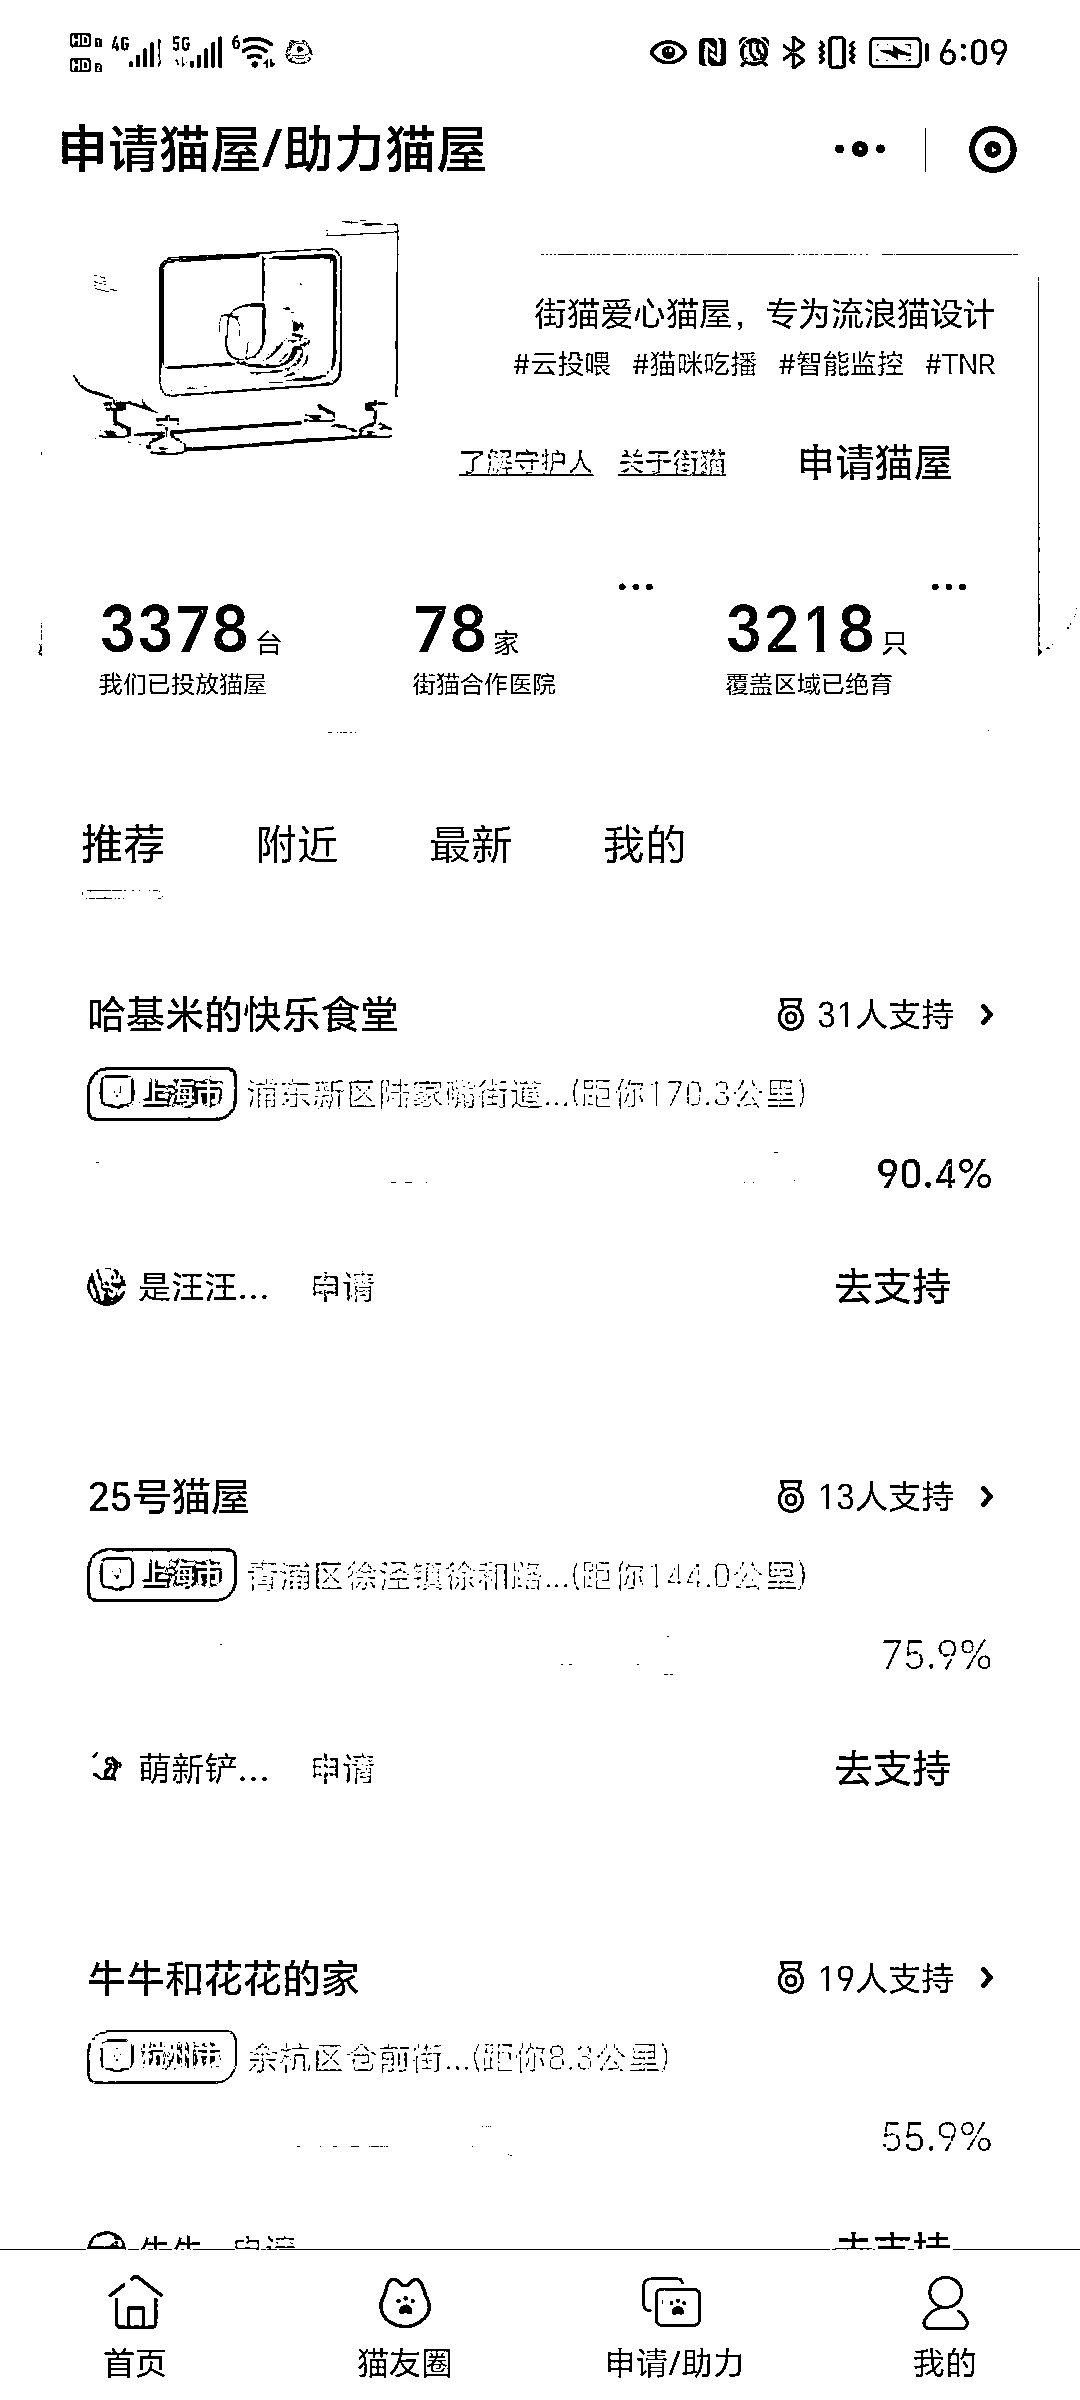 4G 5G 6 6:09
申请猫屋/助力猫屋
街猫爱心猫屋，专为流浪猫设计
#云投喂 #猫咪吃播 #智能监控 #TNR
了解守护人 关于街猫 申请猫屋
3378台 78家 3218只
我们已投放猫屋 街猫合作医院 覆盖区域已绝育
推荐 附近 最新 我的
哈基米的快乐食堂 31人支持
上海市 浦东新区陆家嘴街道...(距你170.3公里)
90.4%
是汪汪... 申请 去支持
25号猫屋 13人支持
上海市 青浦区徐泾镇徐和路...(距你144.0公里)
75.9%
萌新铲... 申请 去支持
牛牛和花花的家 19人支持
杭州市 余杭区仓前街...(距你8.3公里)
55.9%
牛牛 申请 去支持
首页 猫友圈 申请/助力 我的